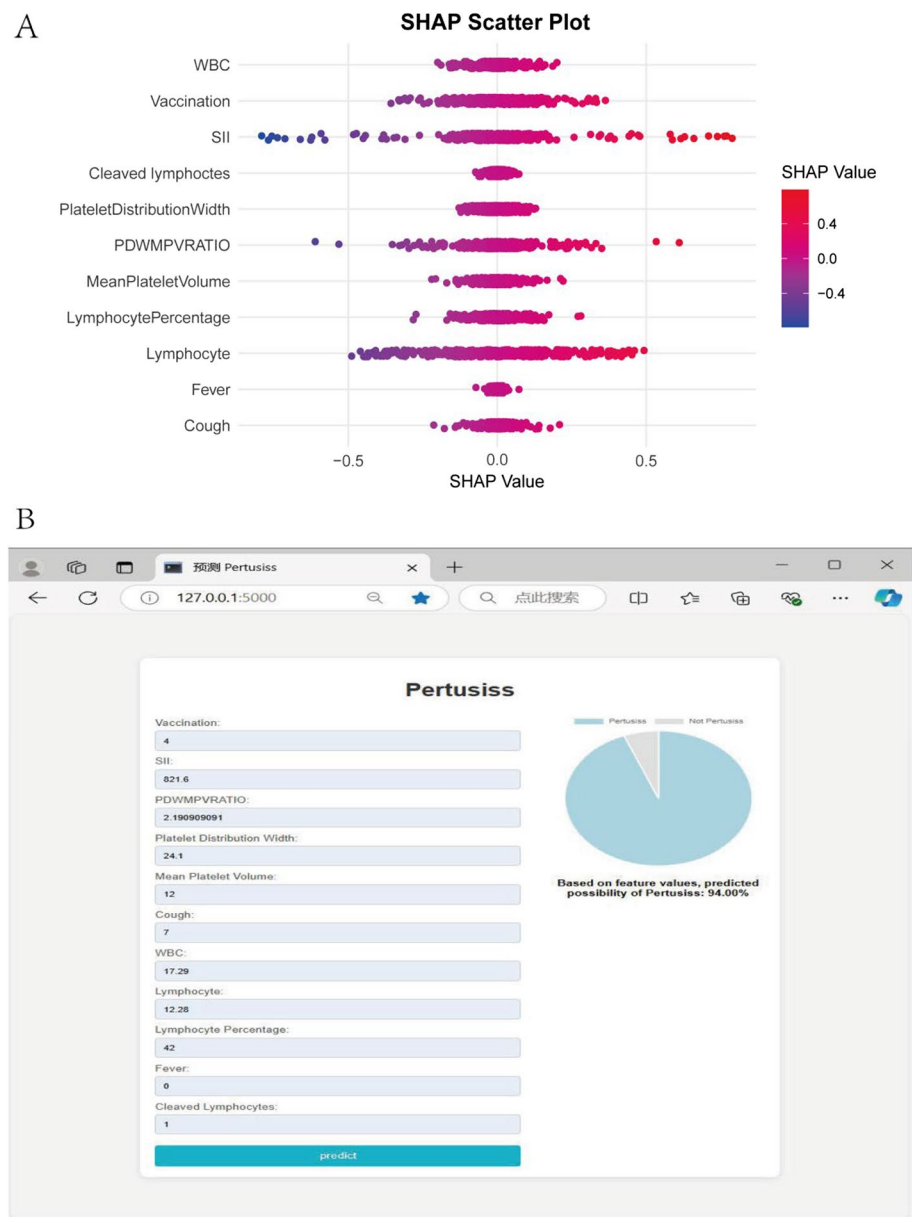 A
SHAP Scatter Plot
WBC
Vaccination
SII
Cleaved lymphoctes
PlateletDistributionWidth
PDWMPVRATIO
MeanPlateletVolume
LymphocytePercentage
Lymphocyte
Fever
Cough
−0.5 0.0 0.5
SHAP Value
SHAP Value
0.4
0.0
−0.4
B
预测 Pertusiss
127.0.0.1:5000
点此搜索
Pertusiss
Vaccination:
4
SII:
821.6
PDWMPVRATIO:
2.190909091
Platelet Distribution Width:
24.1
Mean Platelet Volume:
12
Cough:
7
WBC:
17.29
Lymphocyte:
12.28
Lymphocyte Percentage:
42
Fever:
0
Cleaved Lymphocytes:
1
predict
Pertusiss Not Pertusiss
Based on feature values, predicted
possibility of Pertusiss: 94.00%